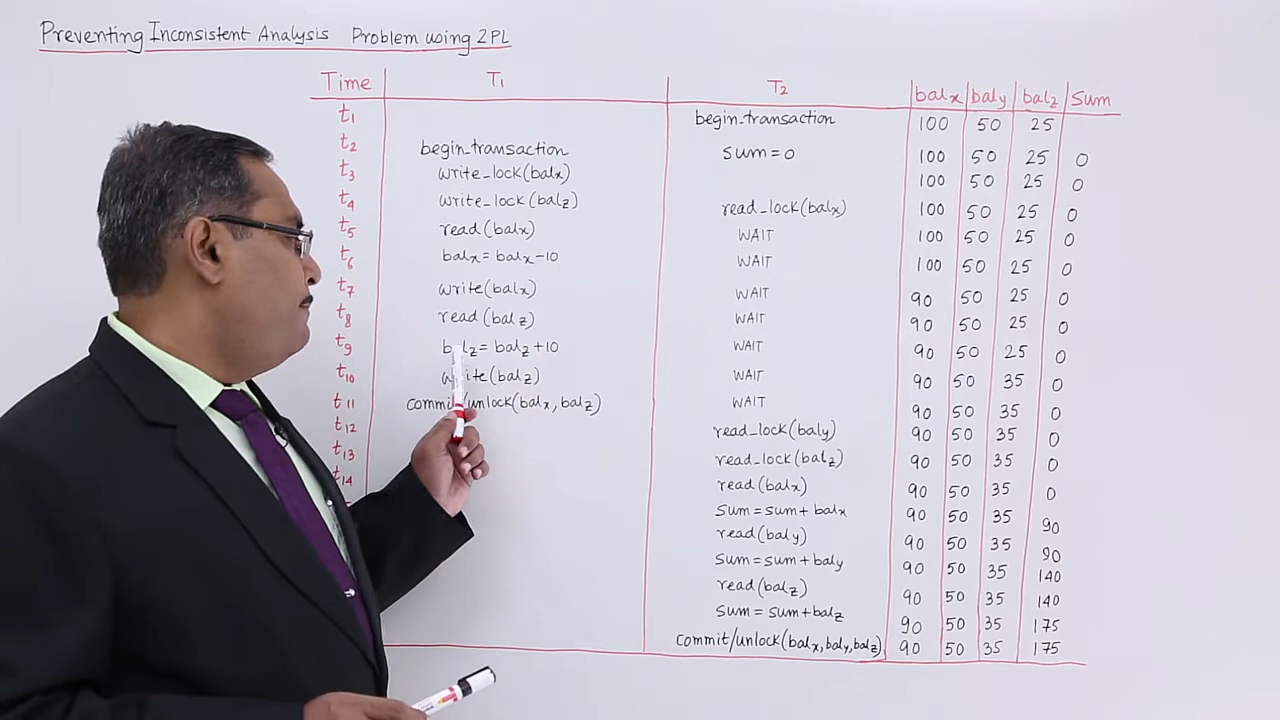 Preventing Inconsistent Analysis Problem using 2PL
Time T1 T2 balx baly balz Sum
t1 begin_transaction 100 50 25
t2 begin_transaction sum = 0 100 50 25 0
t3 write_lock(balx) 100 50 25 0
t4 write_lock(balz) read_lock(balx) 100 50 25 0
t5 read(balx) WAIT 100 50 25 0
t6 balx = balx-10 WAIT 100 50 25 0
t7 write(balx) WAIT 90 50 25 0
t8 read(balz) WAIT 90 50 25 0
t9 balz = balz+10 WAIT 90 50 25 0
t10 write(balz) WAIT 90 50 35 0
t11 commit/unlock(balx, balz) WAIT 90 50 35 0
t12 read_lock(baly) 90 50 35 0
t13 read_lock(balz) 90 50 35 0
t14 read(balx) 90 50 35 0
sum = sum + balx 90 50 35 90
read(baly) 90 50 35 90
sum = sum + baly 90 50 35 140
read(balz) 90 50 35 140
sum = sum + balz 90 50 35 175
commit/unlock(balx, baly, balz) 90 50 35 175